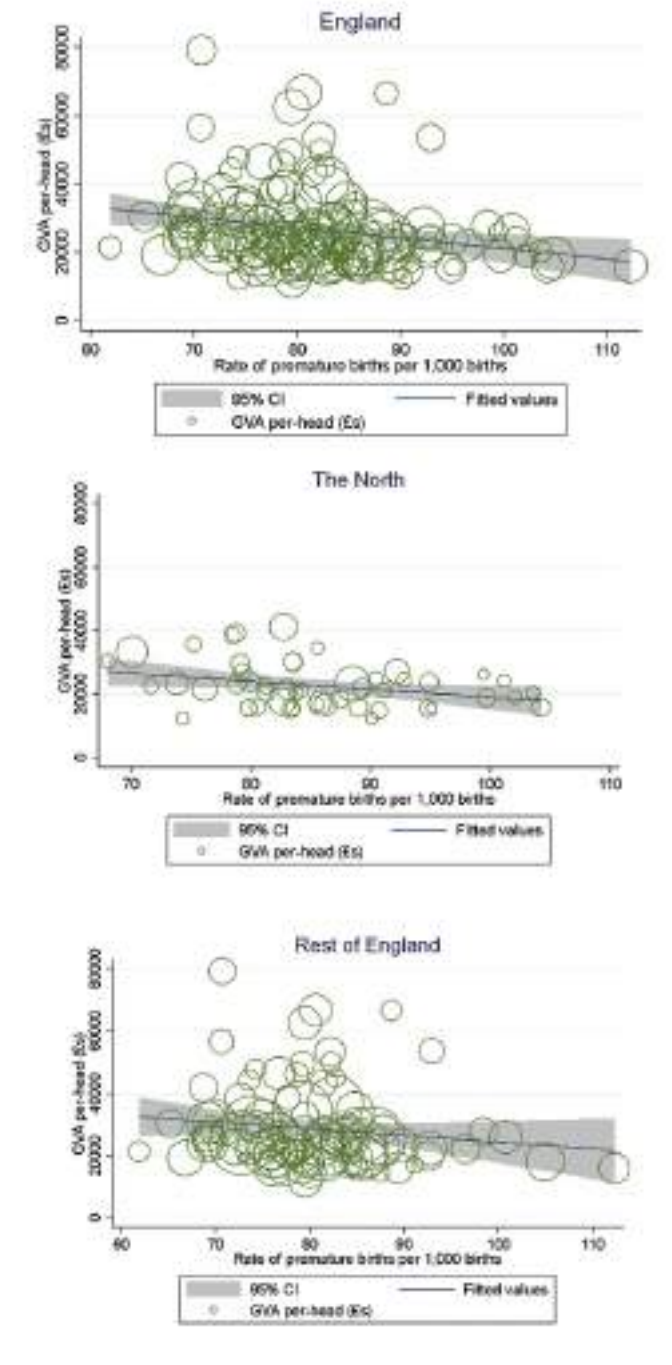 England
GVA per-head (£s)
80000
60000
40000
20000
0
60 70 80 90 100 110
Rate of premature births per 1,000 births
95% CI Fitted values
GVA per-head (£s)
The North
GVA per-head (£s)
80000
60000
40000
20000
0
70 80 90 100 110
Rate of premature births per 1,000 births
95% CI Fitted values
GVA per-head (£s)
Rest of England
GVA per-head (£s)
80000
60000
40000
20000
0
60 70 80 90 100 110
Rate of premature births per 1,000 births
95% CI Fitted values
GVA per-head (£s)